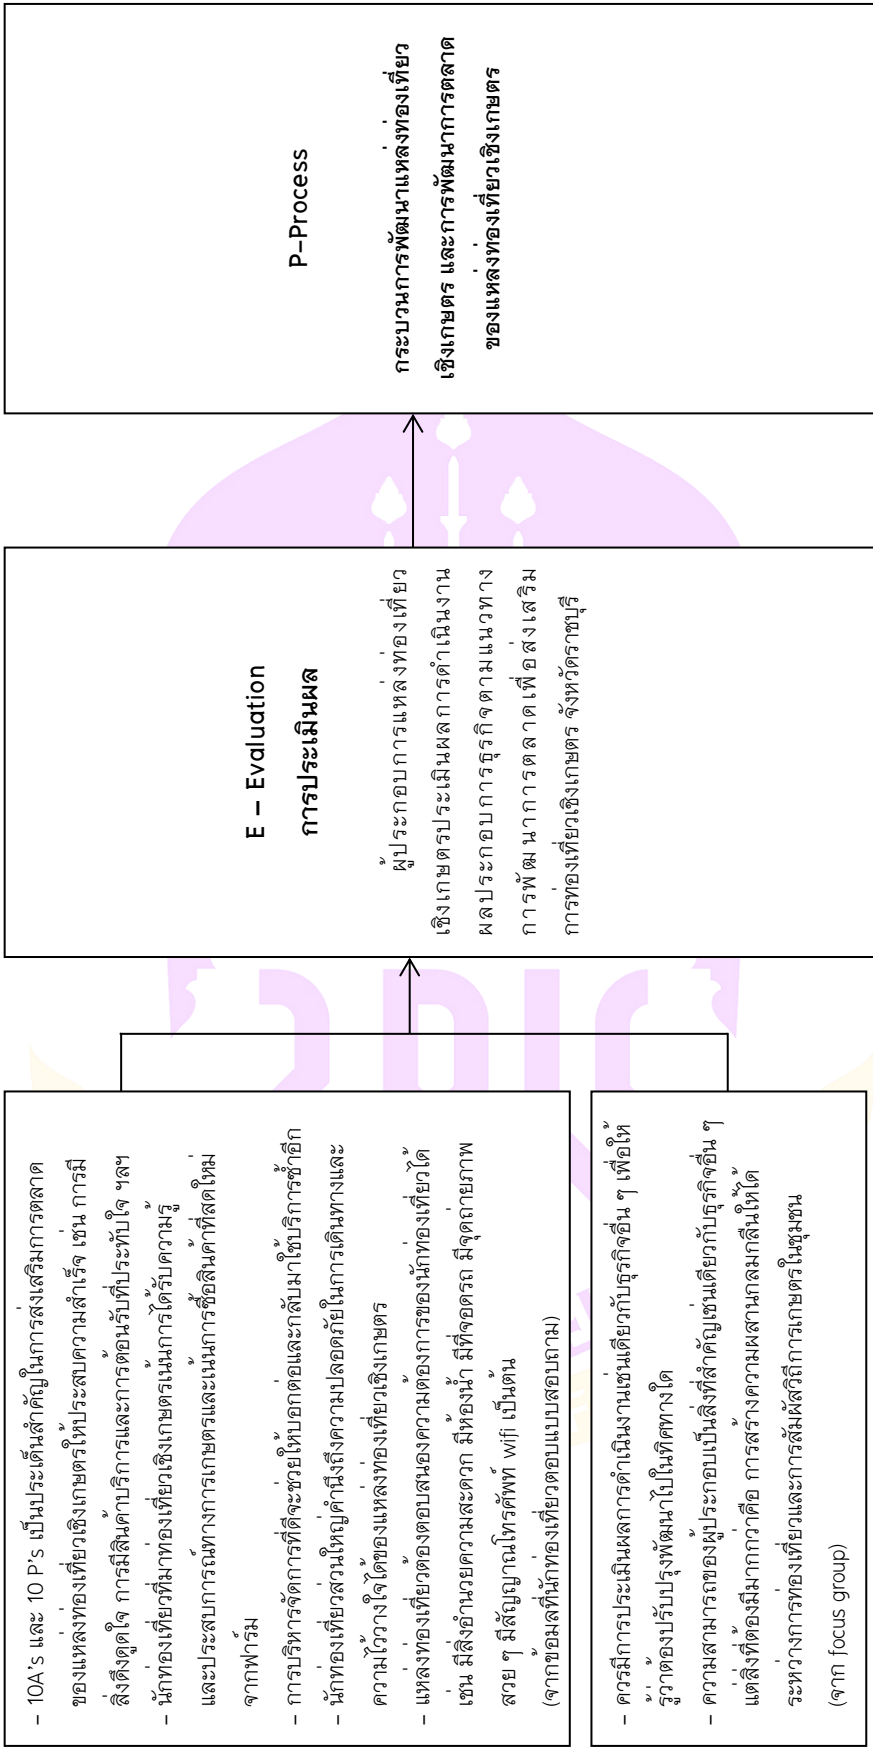 – 10A's และ 10 P's เป็นประเด็นสำคัญในการส่งเสริมการตลาด
ของแหล่งท่องเที่ยวเชิงเกษตรให้ประสบความสำเร็จ เช่น การมี
สิ่งดึงดูดใจ การมีสินค้าบริการและการต้อนรับที่ประทับใจ ฯลฯ
– นักท่องเที่ยวที่มาท่องเที่ยวเชิงเกษตรเน้นการได้รับความรู้
และประสบการณ์ทางการเกษตรและเน้นการซื้อสินค้าที่สดใหม่
จากฟาร์ม
– การบริหารจัดการที่ดีจะช่วยให้บอกต่อและกลับมาใช้บริการซ้ำอีก
– นักท่องเที่ยวส่วนใหญ่คำนึงถึงความปลอดภัยในการเดินทางและ
ความไว้วางใจได้ของแหล่งท่องเที่ยวเชิงเกษตร
– แหล่งท่องเที่ยวต้องตอบสนองความต้องการของนักท่องเที่ยวได้
เช่น มีสิ่งอำนวยความสะดวก มีห้องน้ำ มีที่จอดรถ มีจุดถ่ายภาพ
สวย ๆ มีสัญญาณโทรศัพท์ wifi เป็นต้น
(จากข้อมูลที่นักท่องเที่ยวตอบแบบสอบถาม)
– ควรมีการประเมินผลการดำเนินงานเช่นเดียวกับธุรกิจอื่น ๆ เพื่อให้
รู้ว่าต้องปรับปรุงพัฒนาไปในทิศทางใด
– ความสามารถของผู้ประกอบเป็นสิ่งที่สำคัญเช่นเดียวกับธุรกิจอื่น ๆ
แต่สิ่งที่ต้องมีมากกว่าคือ การสร้างความผสานกลมกลืนให้ได้
ระหว่างการท่องเที่ยวและการสัมผัสวิถีการเกษตรในชุมชน
(จาก focus group)
E – Evaluation
การประเมินผล
ผู้ประกอบการแหล่งท่องเที่ยว
เชิงเกษตรประเมินผลการดำเนินงาน
ผลประกอบการธุรกิจตามแนวทาง
การพัฒนาการตลาดเพื่อส่งเสริม
การท่องเที่ยวเชิงเกษตร จังหวัดราชบุรี
P–Process
กระบวนการพัฒนาแหล่งท่องเที่ยว
เชิงเกษตร และการพัฒนาการตลาด
ของแหล่งท่องเที่ยวเชิงเกษตร